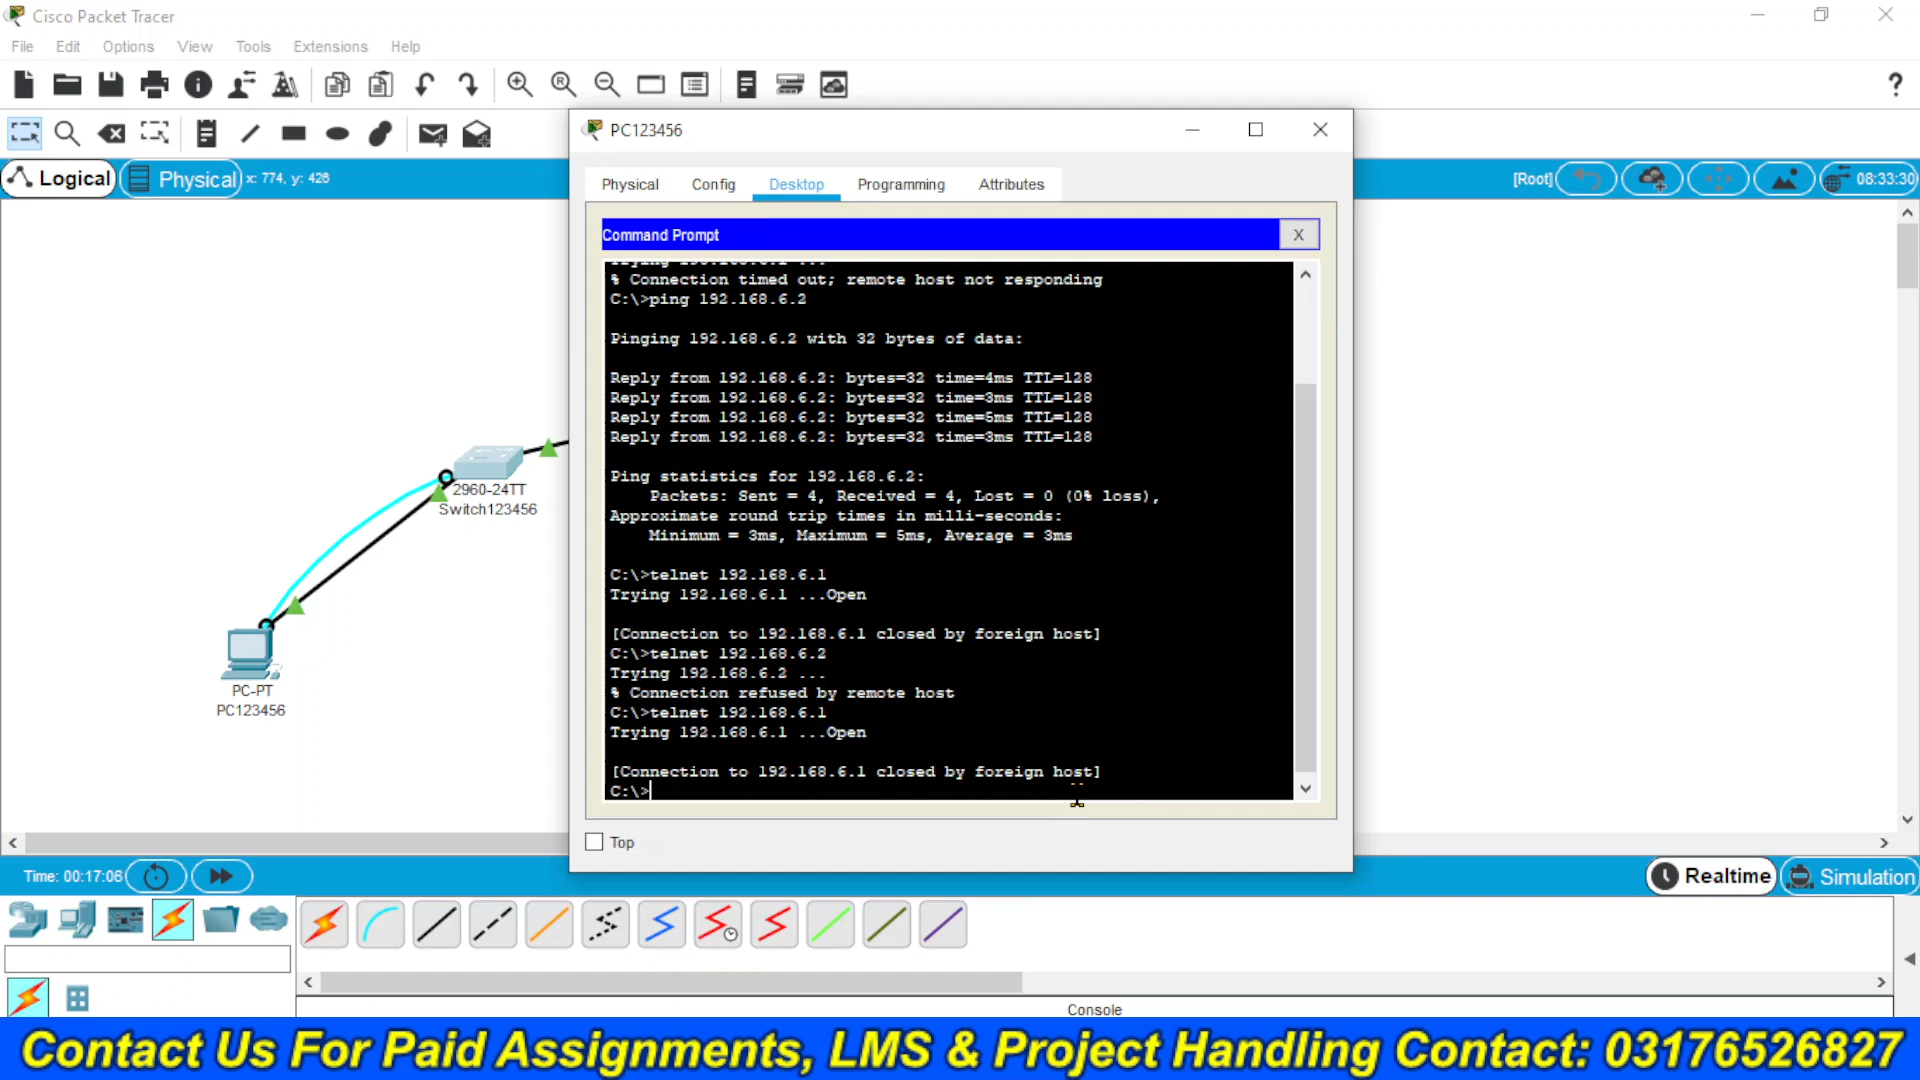 Cisco Packet Tracer
File Edit Options View Tools Extensions Help
?
Logical
Physical
x: 774, y: 426
[Root]
08:33:30
PC123456
Physical Config Desktop Programming Attributes
Command Prompt
X
% Connection timed out; remote host not responding
C:\>ping 192.168.6.2
Pinging 192.168.6.2 with 32 bytes of data:
Reply from 192.168.6.2: bytes=32 time=4ms TTL=128
Reply from 192.168.6.2: bytes=32 time=3ms TTL=128
Reply from 192.168.6.2: bytes=32 time=5ms TTL=128
Reply from 192.168.6.2: bytes=32 time=3ms TTL=128
Ping statistics for 192.168.6.2:
Packets: Sent = 4, Received = 4, Lost = 0 (0% loss),
Approximate round trip times in milli-seconds:
Minimum = 3ms, Maximum = 5ms, Average = 3ms
C:\>telnet 192.168.6.1
Trying 192.168.6.1 ...Open
[Connection to 192.168.6.1 closed by foreign host]
C:\>telnet 192.168.6.2
Trying 192.168.6.2 ...
% Connection refused by remote host
C:\>telnet 192.168.6.1
Trying 192.168.6.1 ...Open
[Connection to 192.168.6.1 closed by foreign host]
C:\>
Top
2960-24TT
Switch123456
PC-PT
PC123456
Time: 00:17:06
Realtime
Simulation
Console
Contact Us For Paid Assignments, LMS & Project Handling Contact: 03176526827